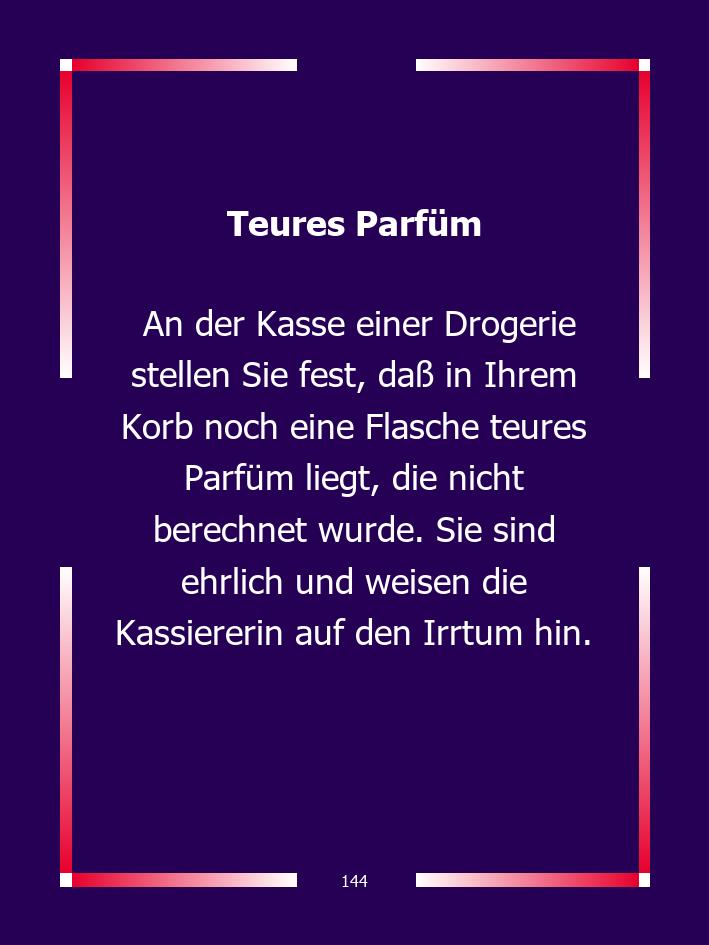 Teures Parfüm
An der Kasse einer Drogerie
stellen Sie fest, daß in Ihrem
Korb noch eine Flasche teures
Parfüm liegt, die nicht
berechnet wurde. Sie sind
ehrlich und weisen die
Kassiererin auf den Irrtum hin.
144